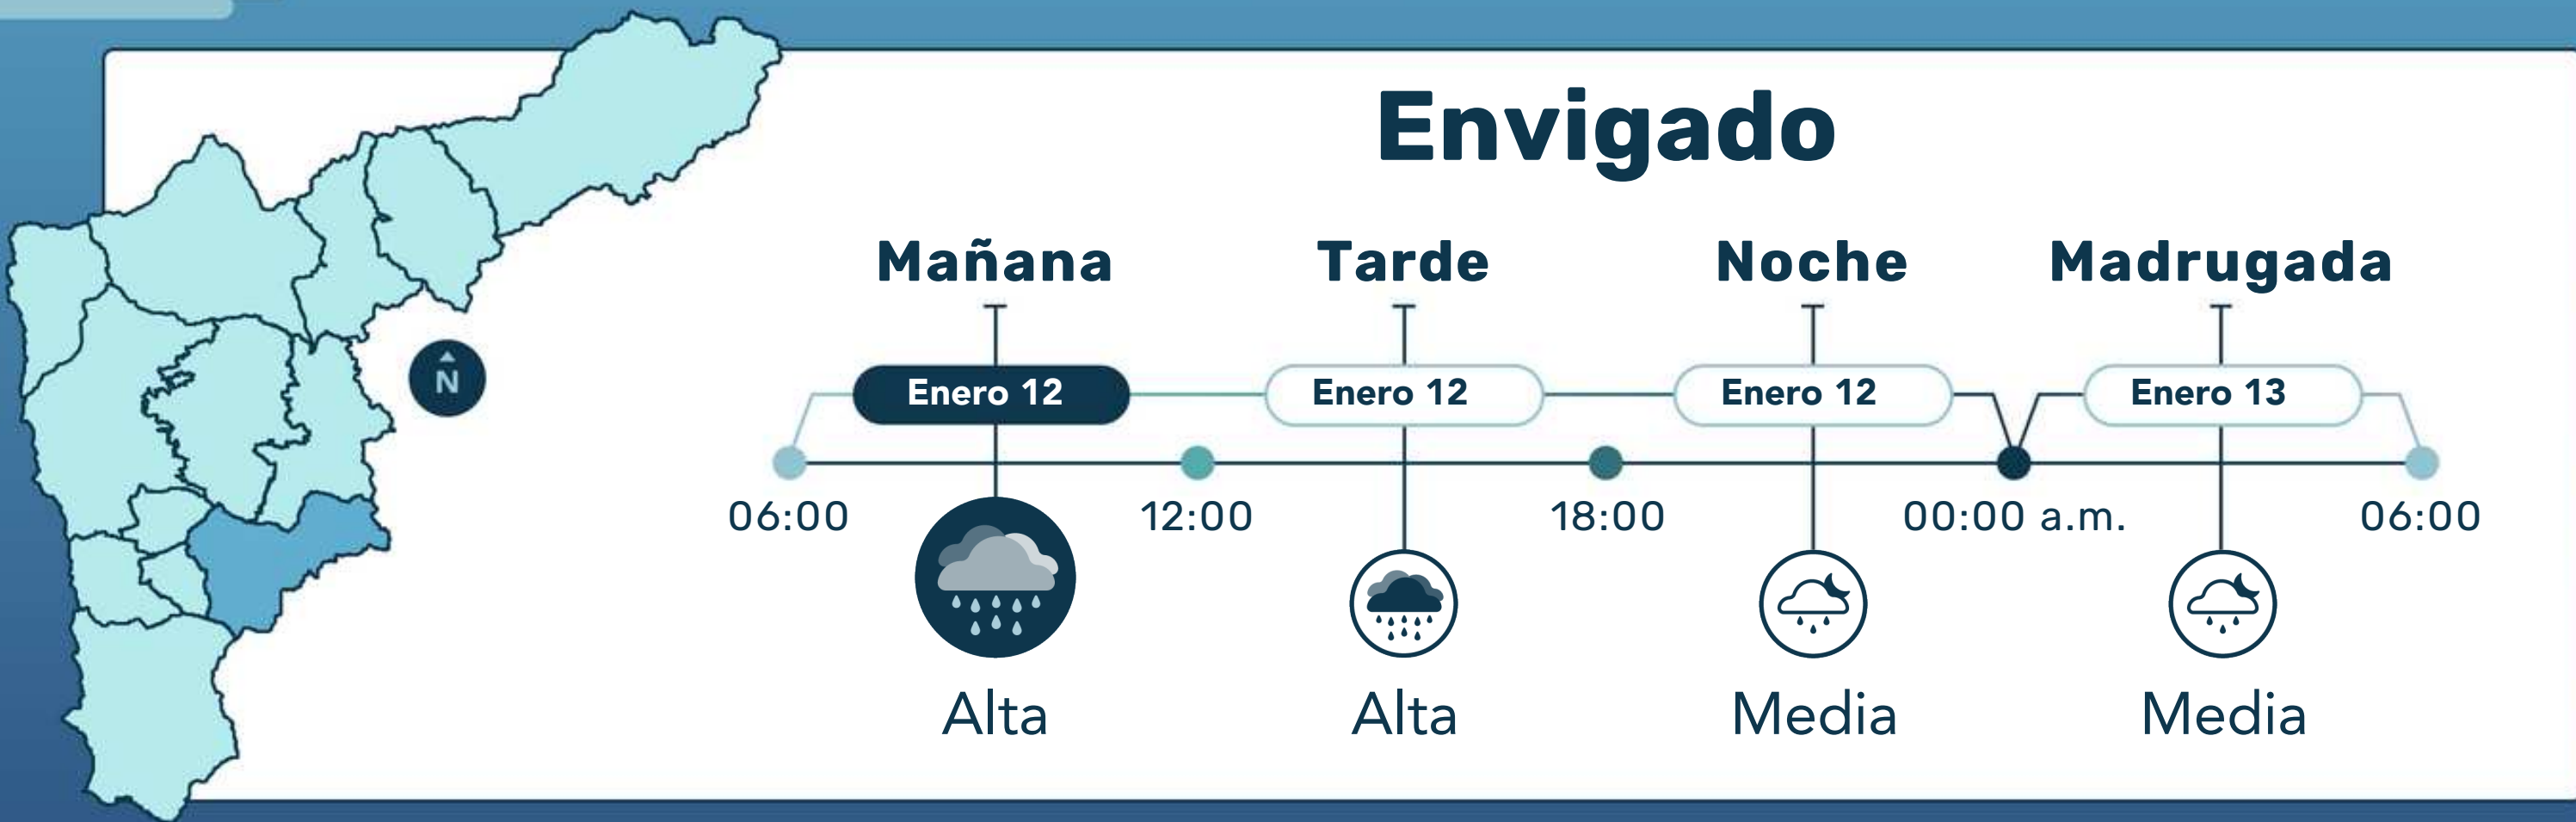 Envigado
Mañana Tarde Noche Madrugada
Enero 12 Enero 12 Enero 12 Enero 13
N
06:00 12:00 18:00 00:00 a.m. 06:00
Alta Alta Media Media